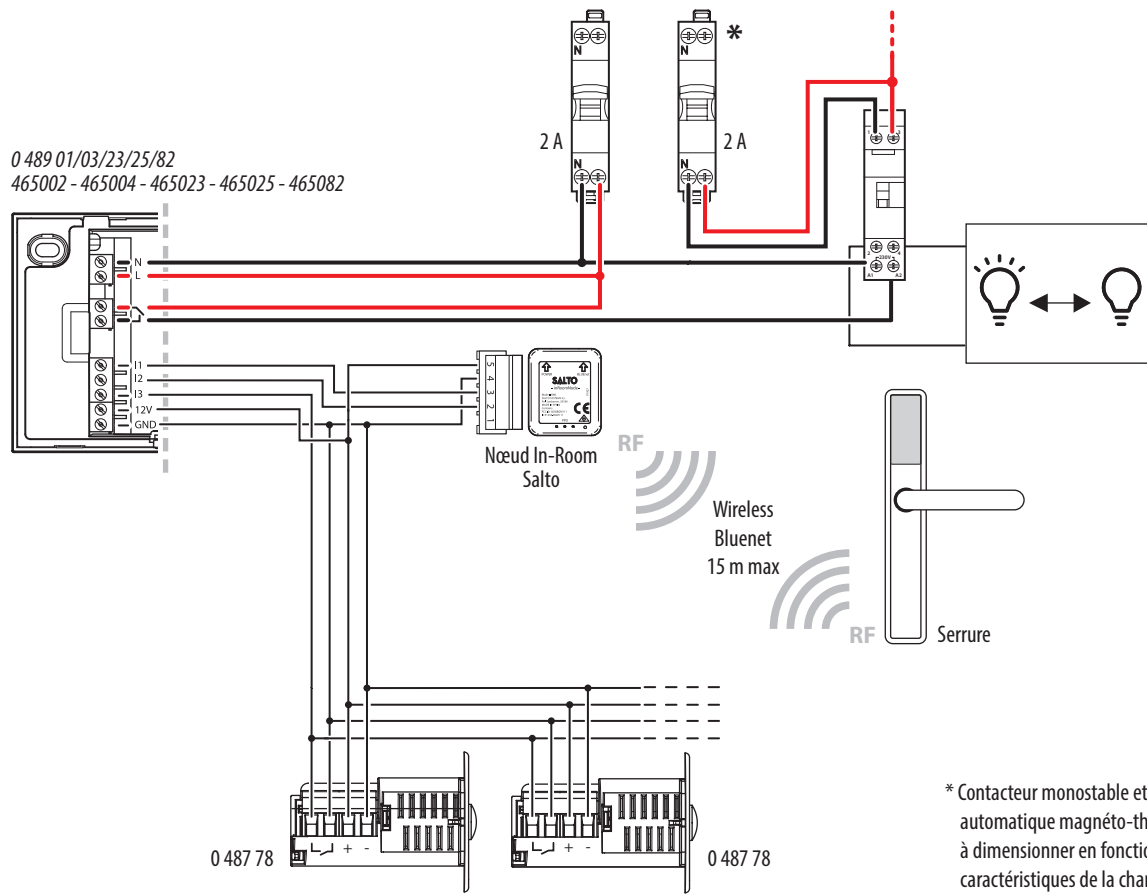 *
N
N
2 A
2 A
0 489 01/03/23/25/82
465002 - 465004 - 465023 - 465025 - 465082
N
L
2
4
~230V
A1
A2
I1
I2
I3
12V
GND
5
4
3
2
1
SALTO
CE
Nœud In-Room
Salto
RF
Wireless
Bluenet
15 m max
RF
Serrure
+ -
+ -
0 487 78
0 487 78
* Contacteur monostable et
automatique magnéto-th
à dimensionner en fonctio
caractéristiques de la char